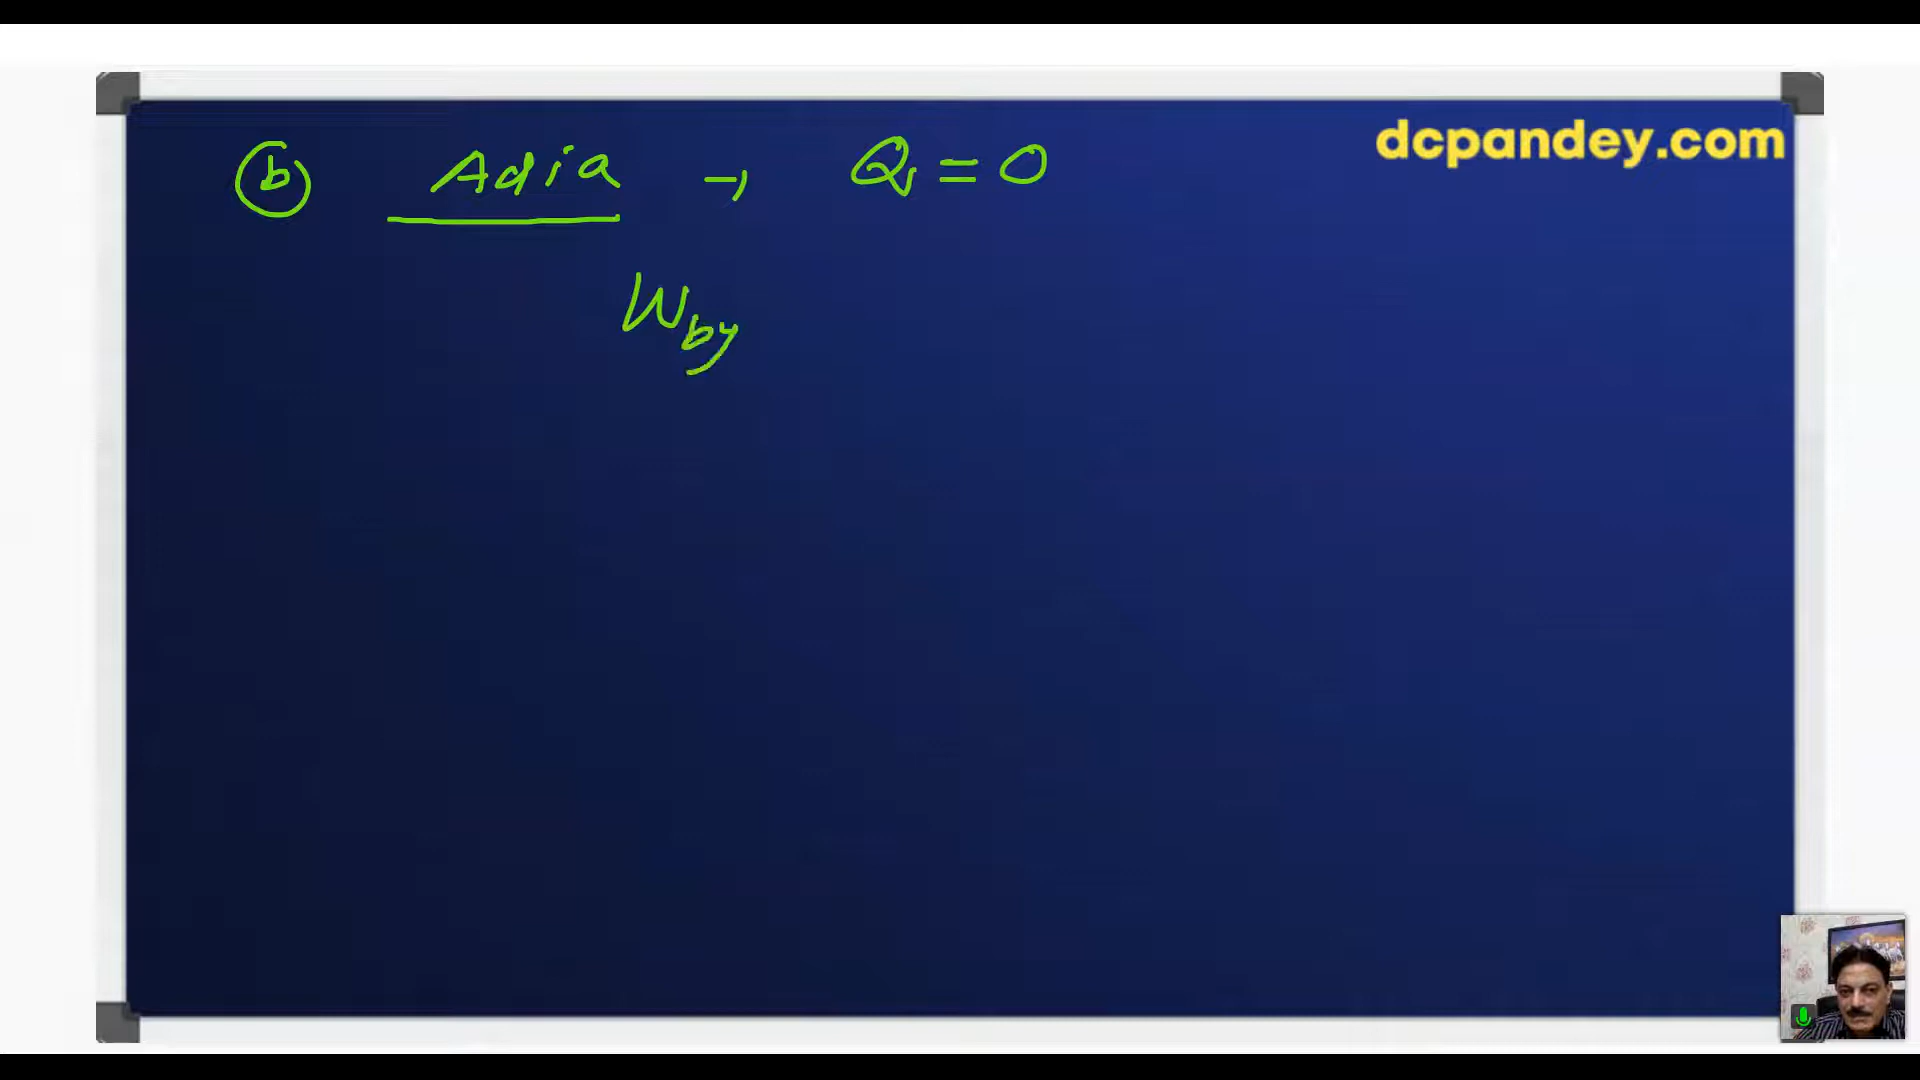 dcpandey.com
(b) Adia → Q = 0
W_by